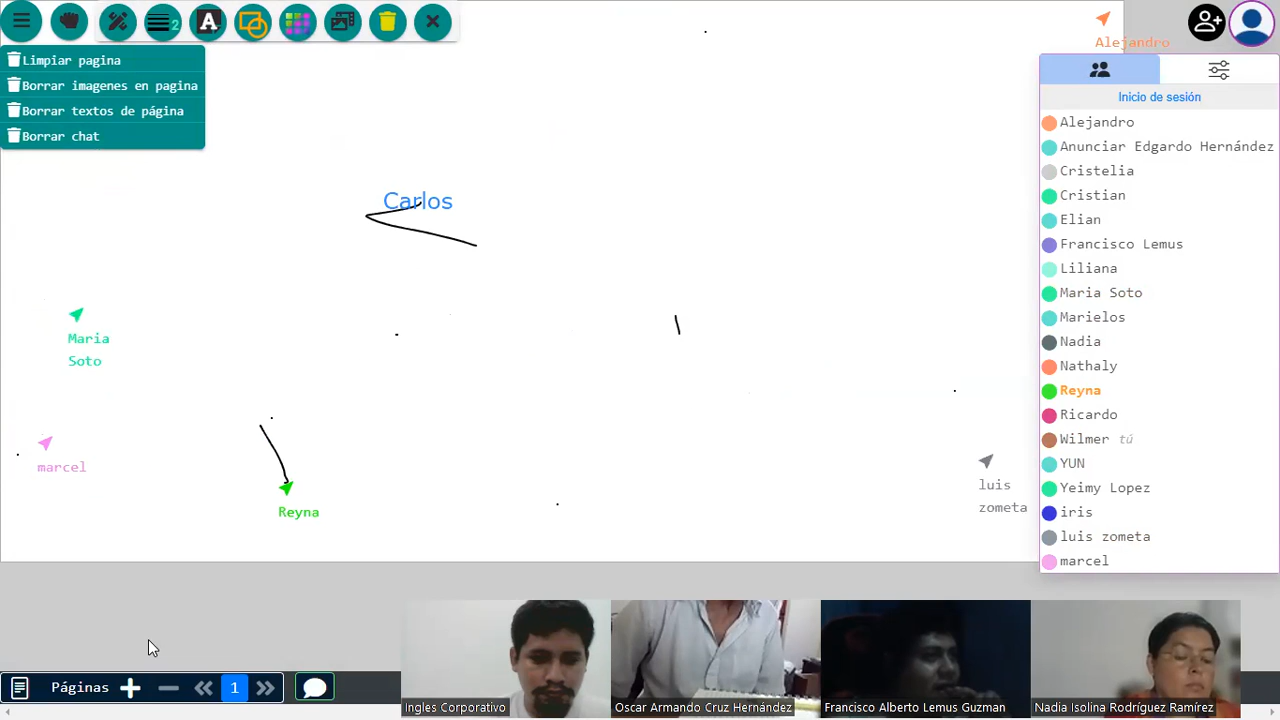 2
A
Alejandro
Limpiar pagina
Borrar imagenes en pagina
Borrar textos de página
Borrar chat
Inicio de sesión
Alejandro
Anunciar Edgardo Hernández
Cristelia
Cristian
Elian
Francisco Lemus
Liliana
Maria Soto
Marielos
Nadia
Nathaly
Reyna
Ricardo
Wilmer tú
YUN
Yeimy Lopez
iris
luis zometa
marcel
Carlos
Maria
Soto
marcel
Reyna
luis
zometa
Páginas
1
Ingles Corporativo
Oscar Armando Cruz Hernández
Francisco Alberto Lemus Guzman
Nadia Isolina Rodríguez Ramírez